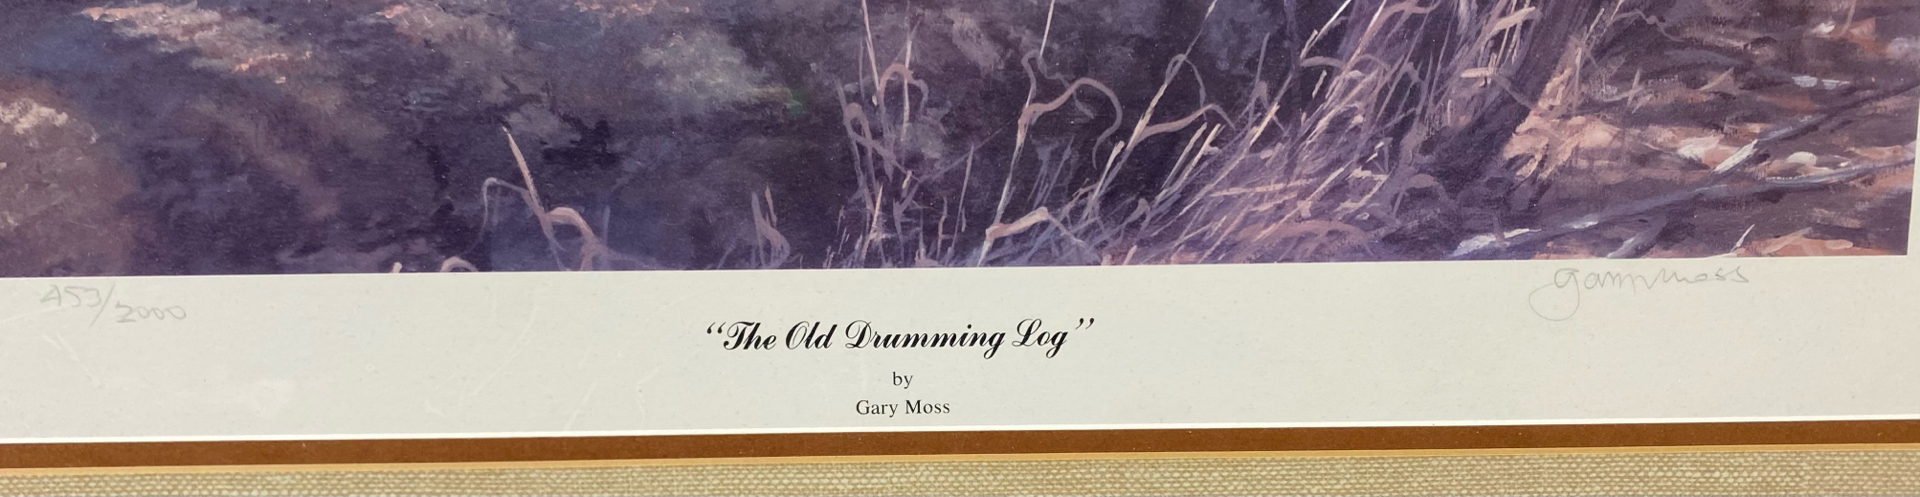 453/2000
gary moss
“The Old Drumming Log”
by
Gary Moss